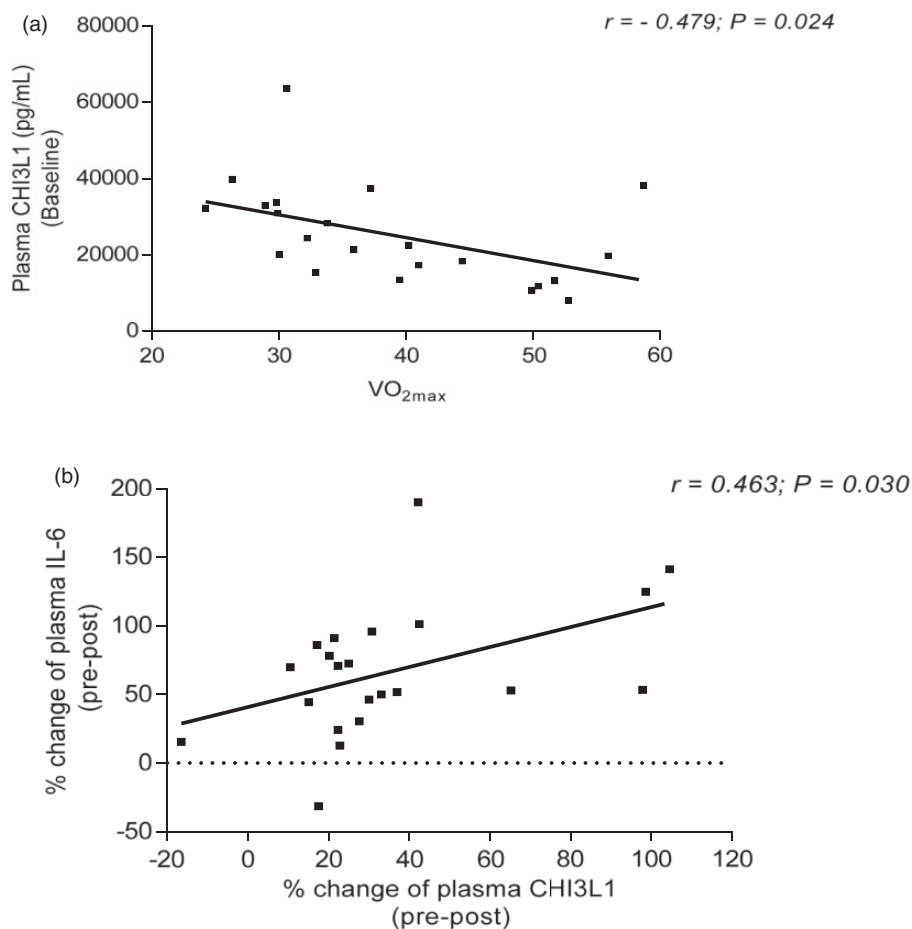 (a)
r = - 0.479; P = 0.024
Plasma CHI3L1 (pg/mL)
(Baseline)
80000
60000
40000
20000
0
20 30 40 50 60
VO2max
(b)
r = 0.463; P = 0.030
% change of plasma IL-6
(pre-post)
200
150
100
50
0
-50
-20 0 20 40 60 80 100 120
% change of plasma CHI3L1
(pre-post)